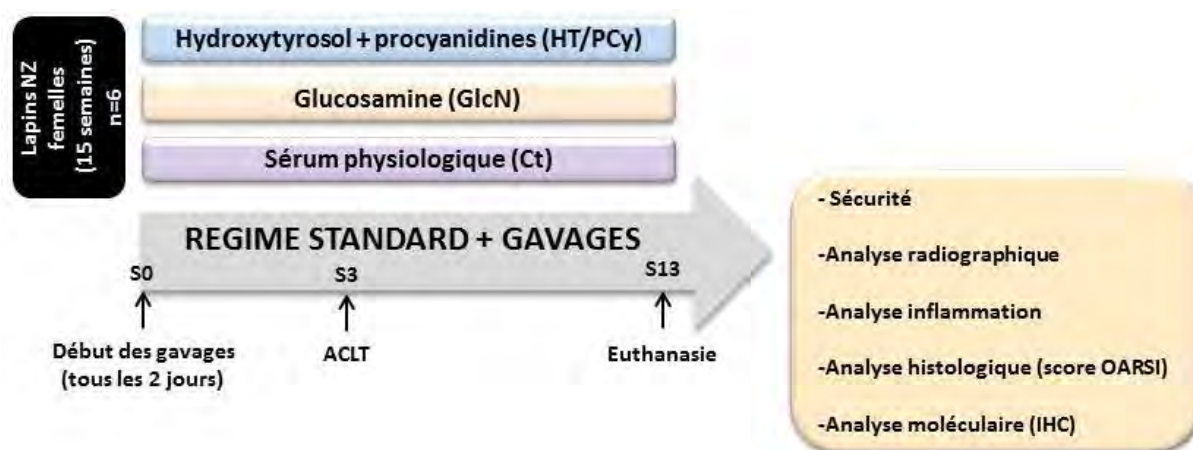 Lapins NZ
femelles
(15 semaines)
n=6
Hydroxytyrosol + procyanidines (HT/PCy)
Glucosamine (GlcN)
Sérum physiologique (Ct)
REGIME STANDARD + GAVAGES
S0
S3
S13
Début des gavages
(tous les 2 jours)
ACLT
Euthanasie
- Sécurité
-Analyse radiographique
-Analyse inflammation
-Analyse histologique (score OARSI)
-Analyse moléculaire (IHC)